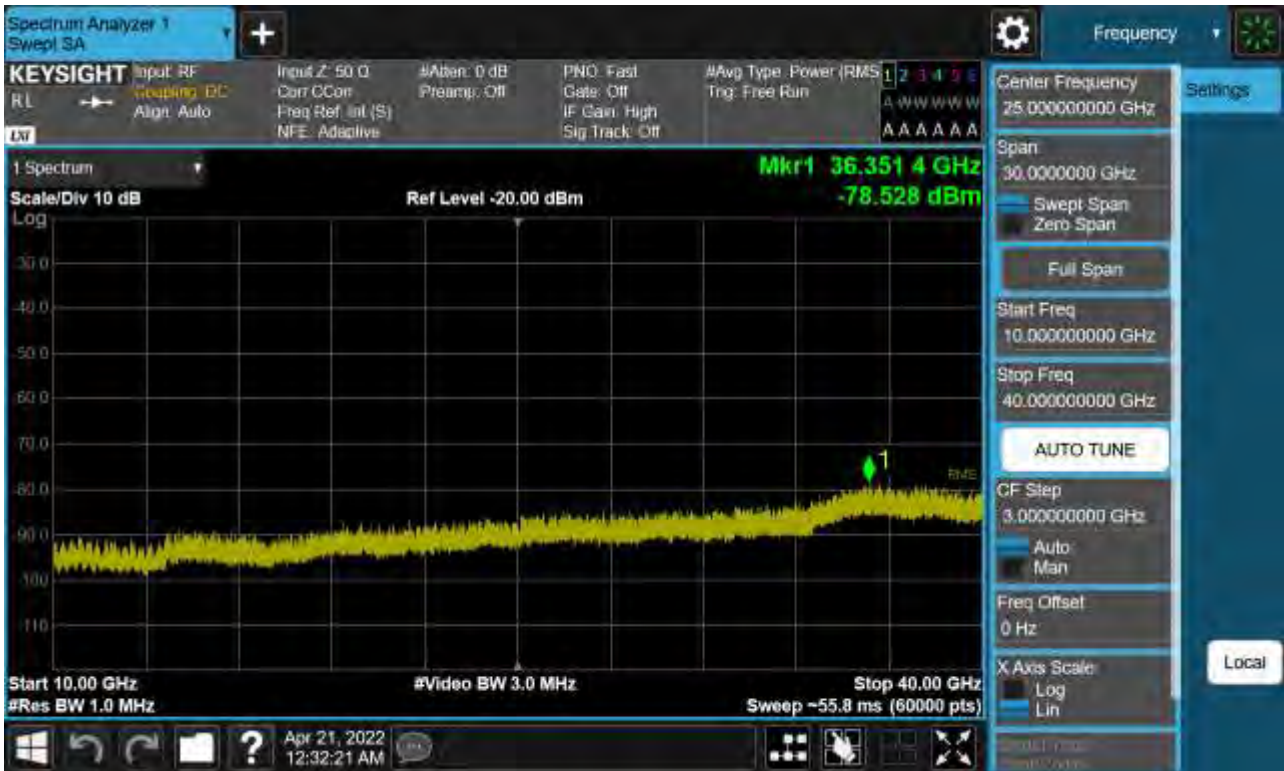 Spectrum Analyzer 1
Swept SA
Frequency
KEYSIGHT
RL
Input: RF
Coupling: DC
Align: Auto
Input Z: 50 Ω
Corr CCorr
Freq Ref: Int (S)
NFE: Adaptive
#Atten: 0 dB
Preamp: Off
PNO: Fast
Gate: Off
IF Gain: High
Sig Track: Off
#Avg Type: Power (RMS
Trig: Free Run
1 2 3 4 5 6
A W W W W W
A A A A A A
LXI
1 Spectrum
Scale/Div 10 dB
Ref Level -20.00 dBm
Mkr1 36.351 4 GHz
-78.528 dBm
Log
-30.0
-40.0
-50.0
-60.0
-70.0
-80.0
-90.0
-100
-110
1
RMS
Start 10.00 GHz
#Video BW 3.0 MHz
Stop 40.00 GHz
#Res BW 1.0 MHz
Sweep ~55.8 ms (60000 pts)
?
Apr 21, 2022
12:32:21 AM
Center Frequency
25.000000000 GHz
Span
30.0000000 GHz
Swept Span
Zero Span
Full Span
Start Freq
10.000000000 GHz
Stop Freq
40.000000000 GHz
AUTO TUNE
CF Step
3.000000000 GHz
Auto
Man
Freq Offset
0 Hz
X Axis Scale
Log
Lin
Settings
Local